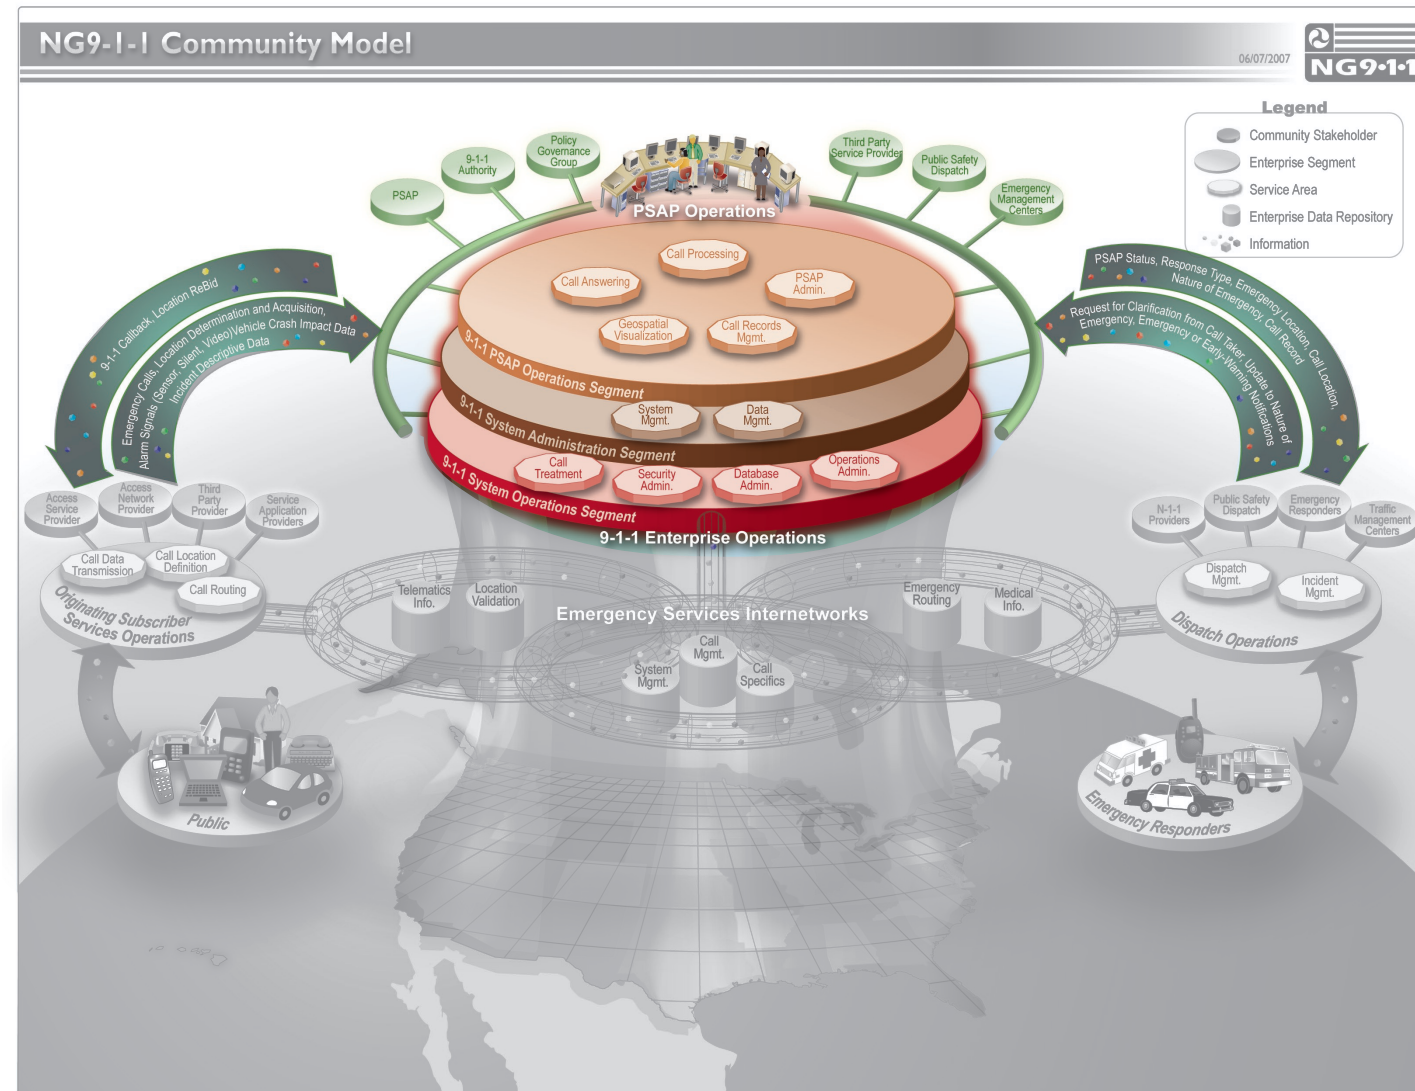 NG9-1-1 Community Model
06/07/2007
NG9•1•1
Legend
Community Stakeholder
Enterprise Segment
Service Area
Enterprise Data Repository
Information
PSAP
9-1-1
Authority
Policy
Governance
Group
Third Party
Service Provider
Public Safety
Dispatch
Emergency
Management
Centers
PSAP Operations
Call Processing
Call Answering
PSAP
Admin.
Geospatial
Visualization
Call Records
Mgmt.
9-1-1 PSAP Operations Segment
System
Mgmt.
Data
Mgmt.
9-1-1 System Administration Segment
Call
Treatment
Security
Admin.
Database
Admin.
Operations
Admin.
9-1-1 System Operations Segment
9-1-1 Enterprise Operations
9-1-1 Callback, Location ReBid
Emergency Calls, Location Determination and Acquisition,
Alarm Signals (Sensor, Silent, Video)Vehicle Crash Impact Data
Incident Descriptive Data
PSAP Status, Response Type, Emergency Location, Call Location,
Nature of Emergency Call Record
Request for Clarification from Call Taker, Update to Nature of
Emergency, Emergency or Early-Warning Notifications
Access
Service
Provider
Access
Network
Provider
Third
Party
Provider
Service
Application
Providers
Call Data
Transmission
Call Location
Definition
Call Routing
Originating Subscriber
Services Operations
N-1-1
Providers
Public Safety
Dispatch
Emergency
Responders
Traffic
Management
Centers
Dispatch
Mgmt.
Incident
Mgmt.
Dispatch Operations
Telematics
Info.
Location
Validation
Emergency
Routing
Medical
Info.
Emergency Services Internetworks
System
Mgmt.
Call
Mgmt.
Call
Specifics
Public
Emergency Responders